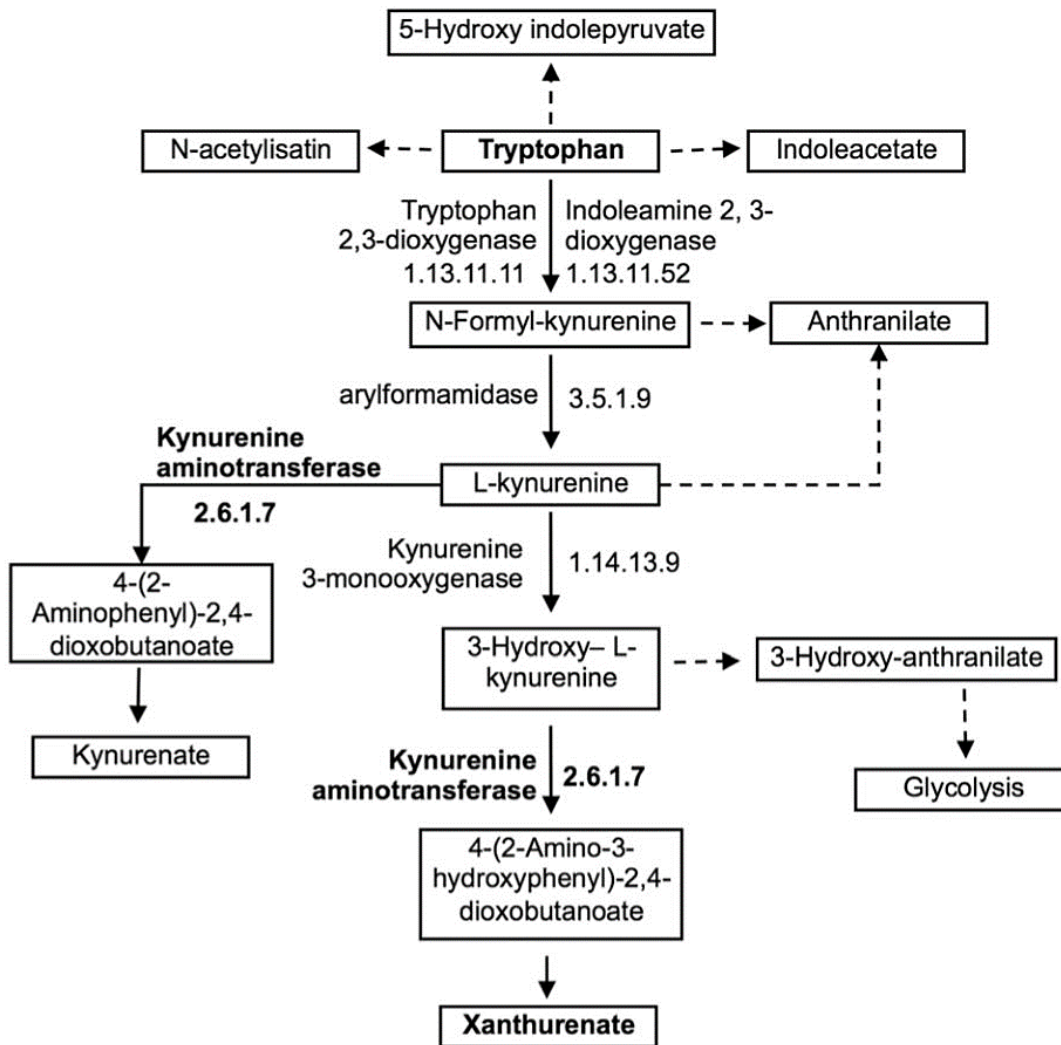 5-Hydroxy indolepyruvate
N-acetylisatin
Tryptophan
Indoleacetate
Tryptophan
2,3-dioxygenase
1.13.11.11
Indoleamine 2, 3-
dioxygenase
1.13.11.52
N-Formyl-kynurenine
Anthranilate
arylformamidase
3.5.1.9
Kynurenine
aminotransferase
2.6.1.7
L-kynurenine
Kynurenine
3-monooxygenase
1.14.13.9
4-(2-
Aminophenyl)-2,4-
dioxobutanoate
3-Hydroxy– L-
kynurenine
3-Hydroxy-anthranilate
Kynurenate
Kynurenine
aminotransferase
2.6.1.7
Glycolysis
4-(2-Amino-3-
hydroxyphenyl)-2,4-
dioxobutanoate
Xanthurenate